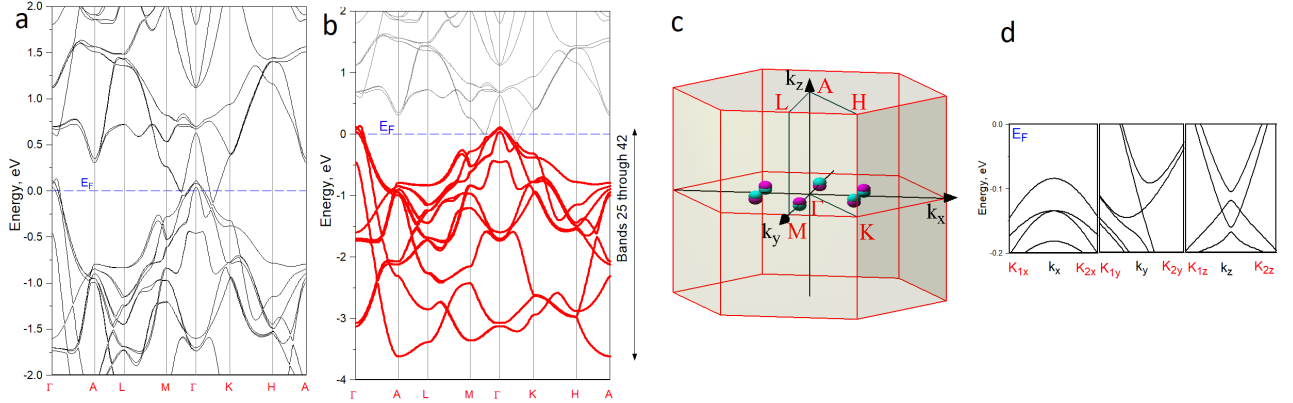 a
Energy, eV
2.0
1.5
1.0
0.5
0.0
-0.5
-1.0
-1.5
-2.0
E_F
Γ A L M Γ K H A
b
Energy, eV
2
1
0
-1
-2
-3
-4
E_F
Γ A L M Γ K H A
Bands 25 through 42
c
k_z
A
L
H
Γ
k_x
k_y
M
K
d
Energy, eV
0.0
-0.1
-0.2
E_F
K_1x k_x K_2x
K_1y k_y K_2y
K_1z k_z K_2z